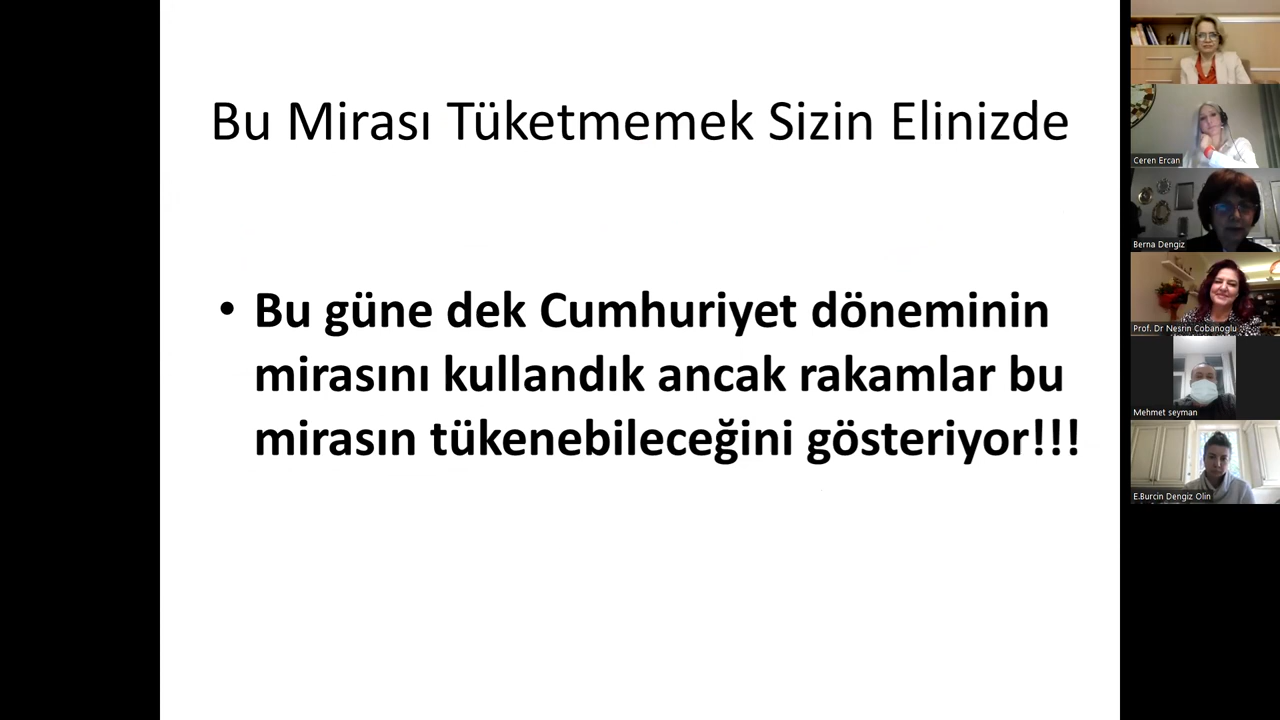 Bu Mirası Tüketmemek Sizin Elinizde
• Bu güne dek Cumhuriyet döneminin
mirasını kullandık ancak rakamlar bu
mirasın tükenebileceğini gösteriyor!!!
Ceren Ercan
Berna Dengiz
Prof. Dr Nesrin Cobanoglu
Mehmet seyman
E.Burcin Dengiz Olin